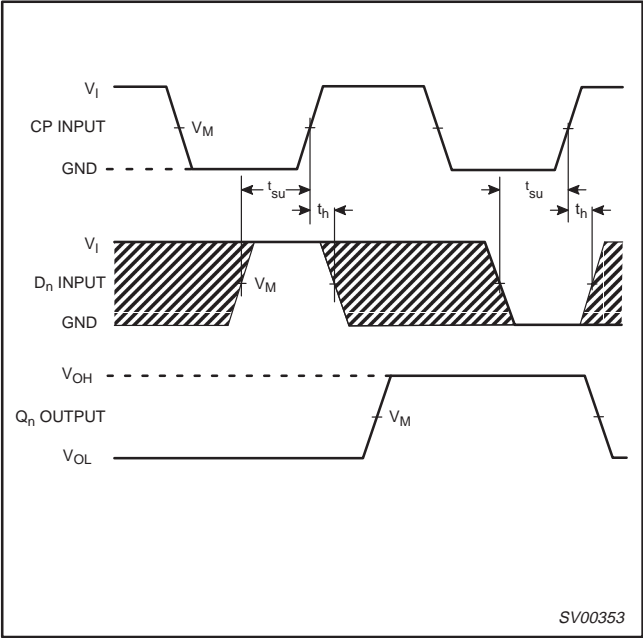 V_I
CP INPUT V_M
GND
t_su t_su
t_h t_h
V_I
D_n INPUT V_M
GND
V_OH
Q_n OUTPUT V_M
V_OL
SV00353